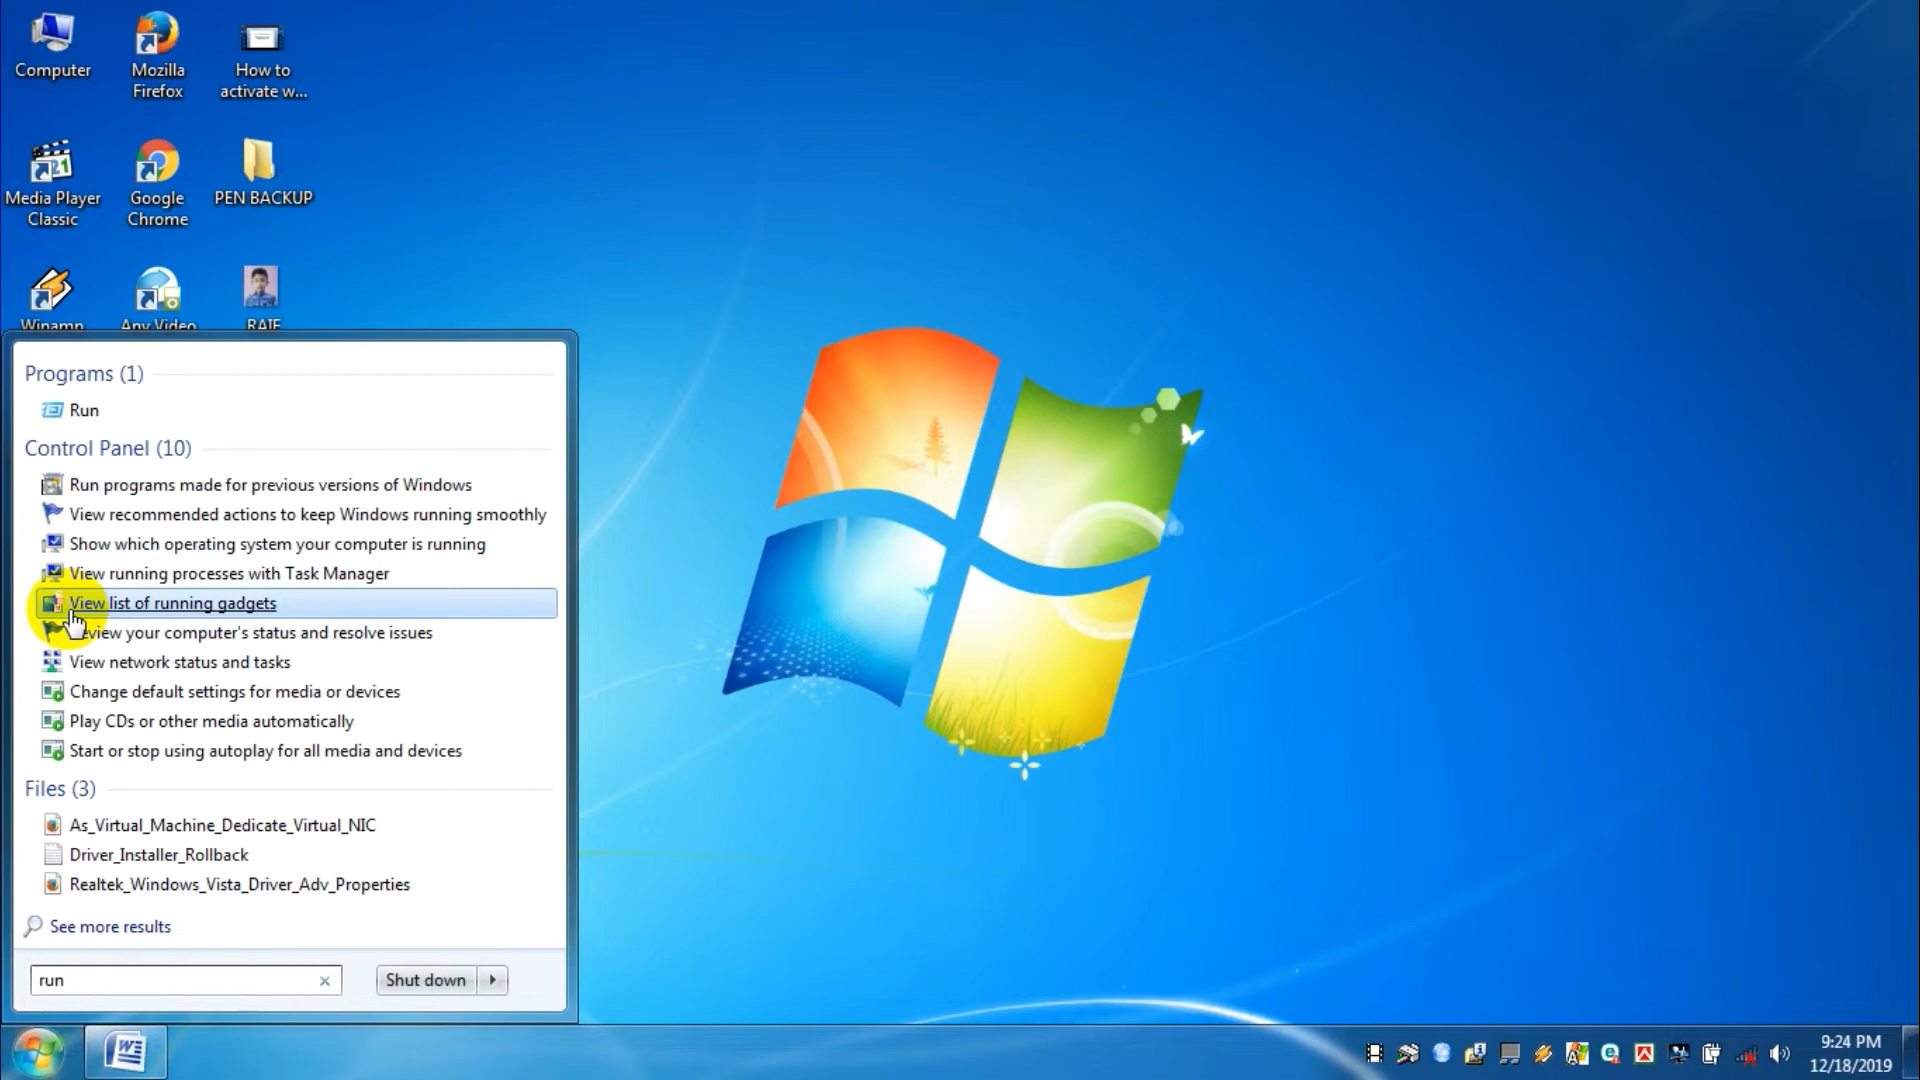 Computer
Mozilla
Firefox
How to
activate w...
Media Player
Classic
Google
Chrome
PEN BACKUP
Winamp
Any Video
RAIF
Programs (1)
Run
Control Panel (10)
Run programs made for previous versions of Windows
View recommended actions to keep Windows running smoothly
Show which operating system your computer is running
View running processes with Task Manager
View list of running gadgets
view your computer's status and resolve issues
View network status and tasks
Change default settings for media or devices
Play CDs or other media automatically
Start or stop using autoplay for all media and devices
Files (3)
As_Virtual_Machine_Dedicate_Virtual_NIC
Driver_Installer_Rollback
Realtek_Windows_Vista_Driver_Adv_Properties
See more results
run
Shut down
9:24 PM
12/18/2019